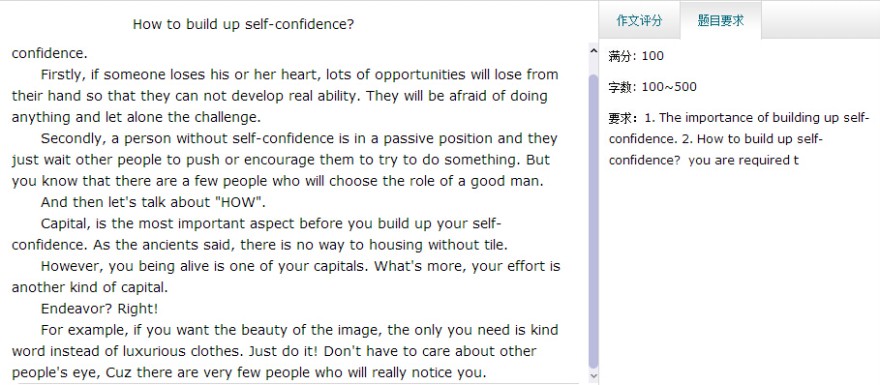 How to build up self-confidence?
confidence.
Firstly, if someone loses his or her heart, lots of opportunities will lose from
their hand so that they can not develop real ability. They will be afraid of doing
anything and let alone the challenge.
Secondly, a person without self-confidence is in a passive position and they
just wait other people to push or encourage them to try to do something. But
you know that there are a few people who will choose the role of a good man.
And then let's talk about "HOW".
Capital, is the most important aspect before you build up your self-
confidence. As the ancients said, there is no way to housing without tile.
However, you being alive is one of your capitals. What's more, your effort is
another kind of capital.
Endeavor? Right!
For example, if you want the beauty of the image, the only you need is kind
word instead of luxurious clothes. Just do it! Don't have to care about other
people's eye, Cuz there are very few people who will really notice you.
作文评分
题目要求
满分: 100
字数: 100~500
要求: 1. The importance of building up self-
confidence. 2. How to build up self-
confidence? you are required t